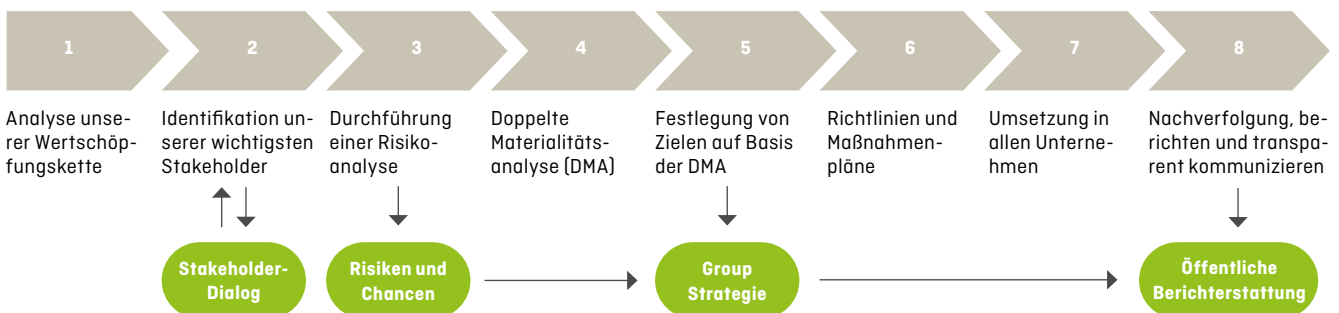 1
2
3
4
5
6
7
8
Analyse unse-
rer Wertschöp-
fungskette
Identifikation un-
serer wichtigsten
Stakeholder
Durchführung
einer Risiko-
analyse
Doppelte
Materialitäts-
analyse (DMA)
Festlegung von
Zielen auf Basis
der DMA
Richtlinien und
Maßnahmen-
pläne
Umsetzung in
allen Unterneh-
men
Nachverfolgung, be-
richten und transpa-
rent kommunizieren
Stakeholder-
Dialog
Risiken und
Chancen
Group
Strategie
Öffentliche
Berichterstattung